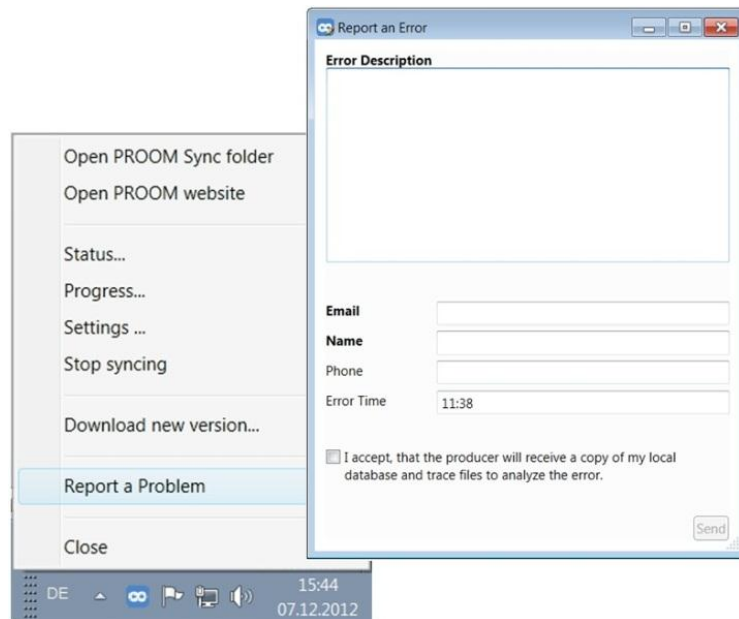 Report an Error
Error Description
Open PROOM Sync folder
Open PROOM website
Status...
Progress...
Settings ...
Stop syncing
Download new version...
Report a Problem
Close
Email
Name
Phone
Error Time
11:38
I accept, that the producer will receive a copy of my local
database and trace files to analyze the error.
Send
DE
15:44
07.12.2012